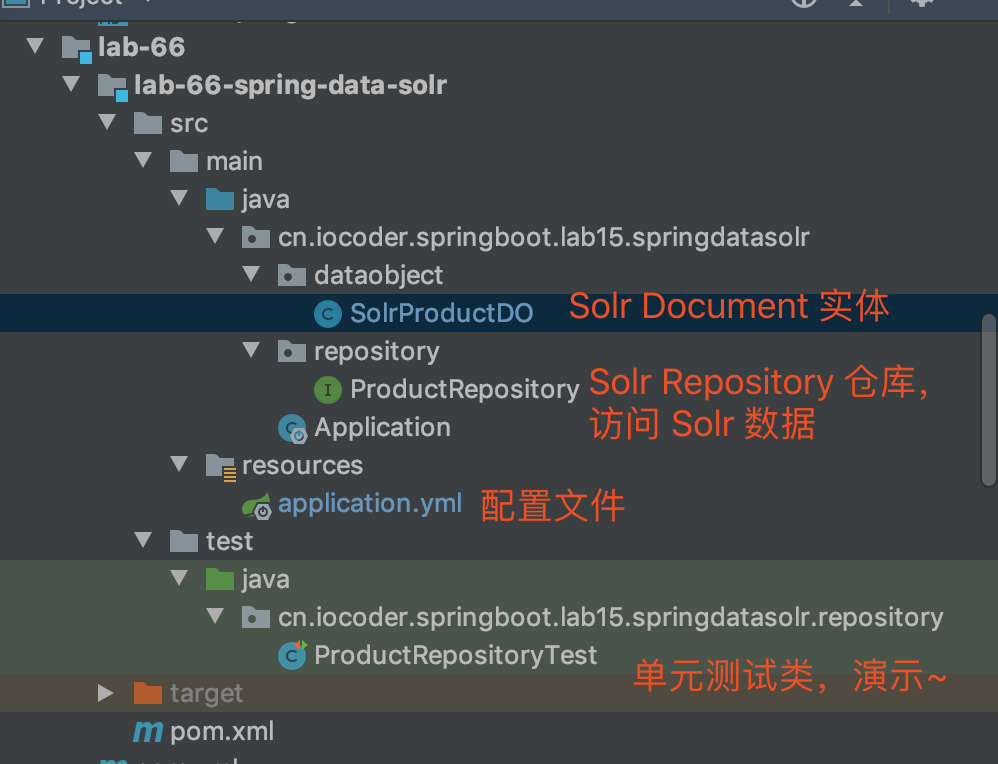 Project
lab-66
lab-66-spring-data-solr
src
main
java
cn.iocoder.springboot.lab15.springdatasolr
dataobject
SolrProductDO Solr Document 实体
repository
ProductRepository Solr Repository 仓库，
访问 Solr 数据
Application
resources
application.yml 配置文件
test
java
cn.iocoder.springboot.lab15.springdatasolr.repository
ProductRepositoryTest
单元测试类，演示~
target
pom.xml